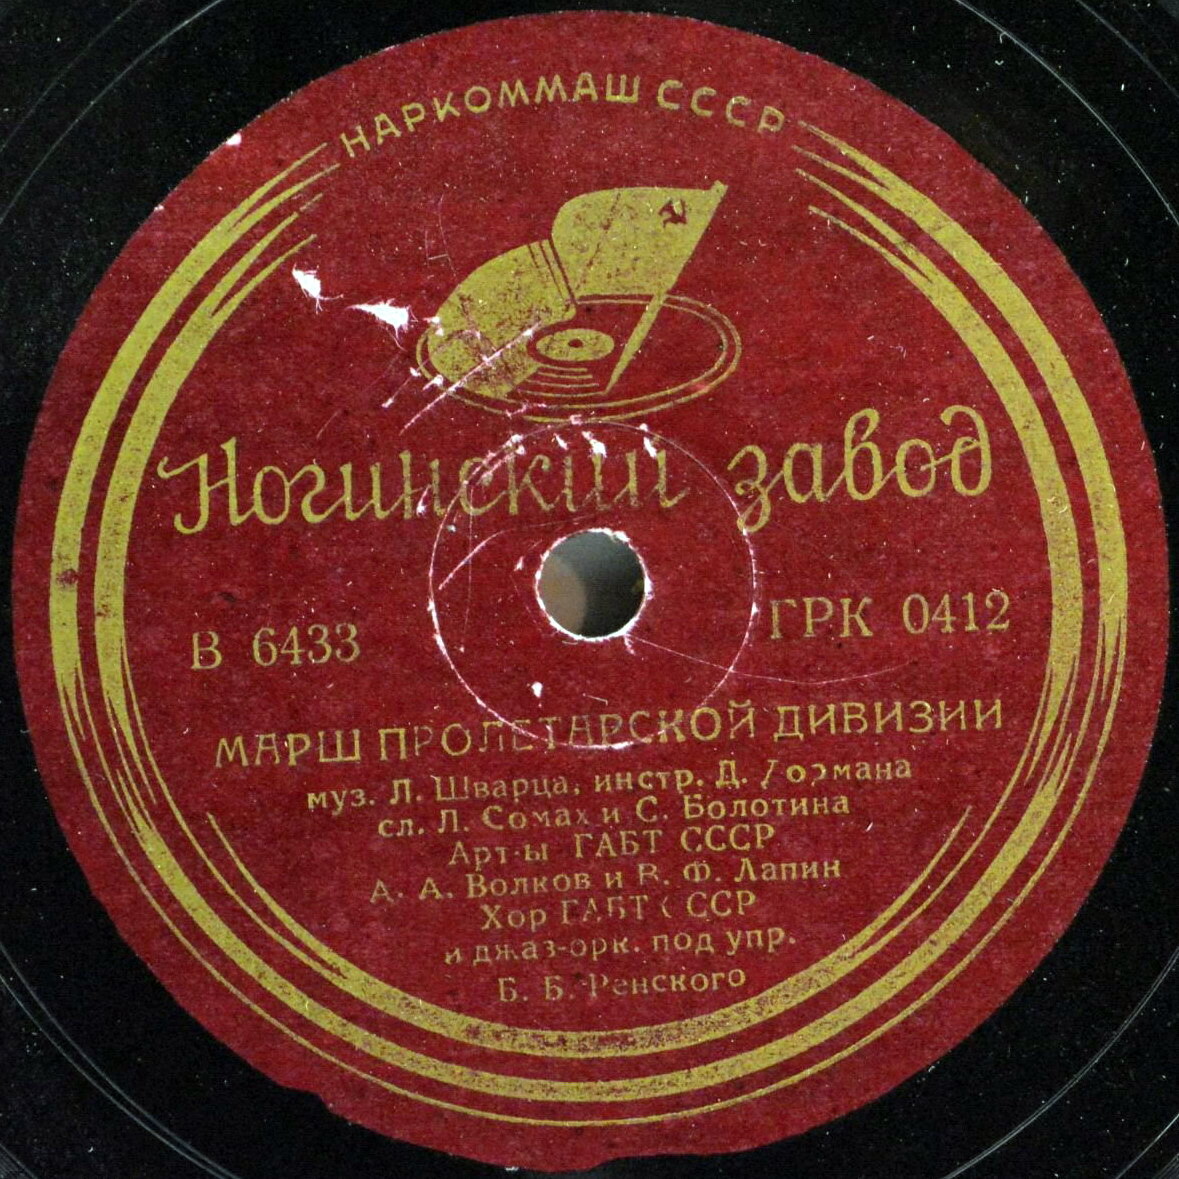 НАРКОММАШ СССР
Ногинский завод
В 6433
ГРК 0412
МАРШ ПРОЛЕТАРСКОЙ ДИВИЗИИ
муз. Л. Шварца, инстр. Д.
сл. Л. Сомах и С. Болотина
Арт-ы ГАБТ СССР
А. А. Волков и В. Ф. Лапин
Хор ГАБТ СССР
и джаз-орк. под упр.
Б. Б. Ренского